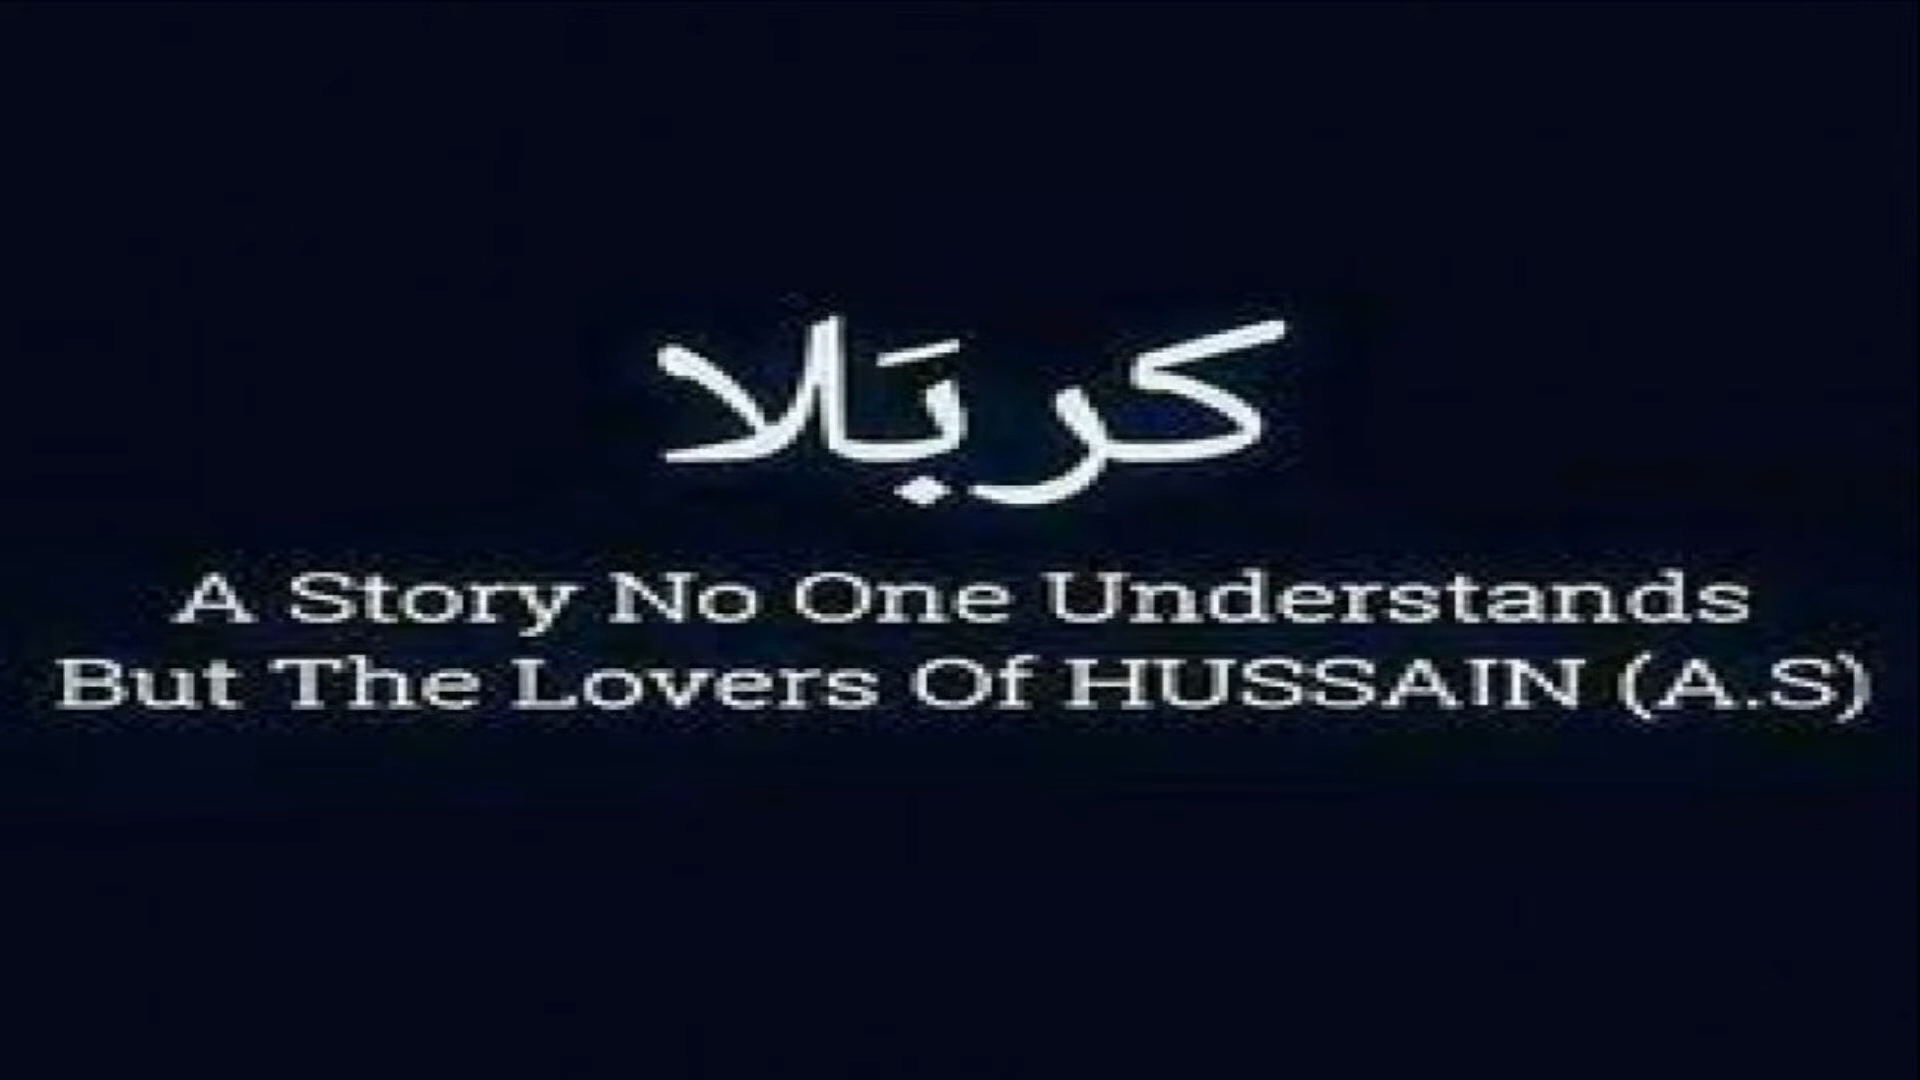 كربَلا
A Story No One Understands
But The Lovers Of HUSSAIN (A.S)